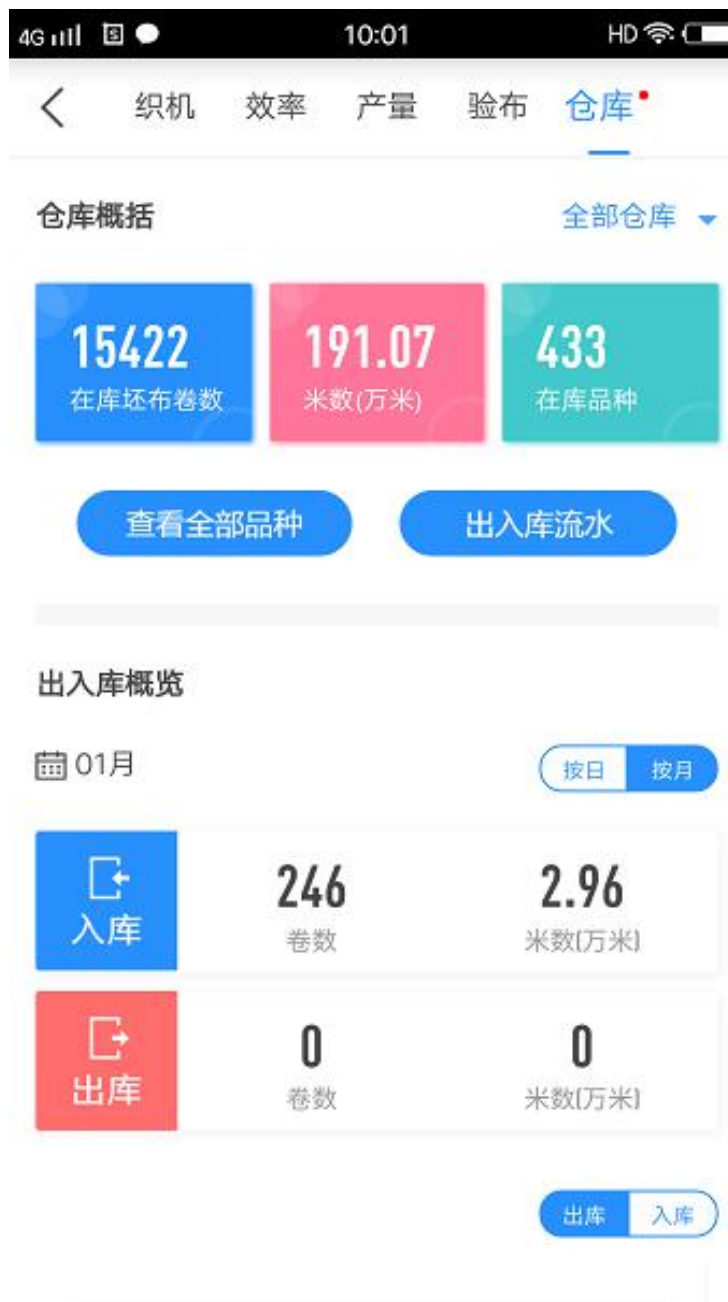 4G 10:01 HD
织机 效率 产量 验布 仓库
仓库概括 全部仓库
15422 191.07 433
在库坯布卷数 米数(万米) 在库品种
查看全部品种 出入库流水
出入库概览
01月 按日 按月
246 2.96
入库 卷数 米数(万米)
0 0
出库 卷数 米数(万米)
出库 入库